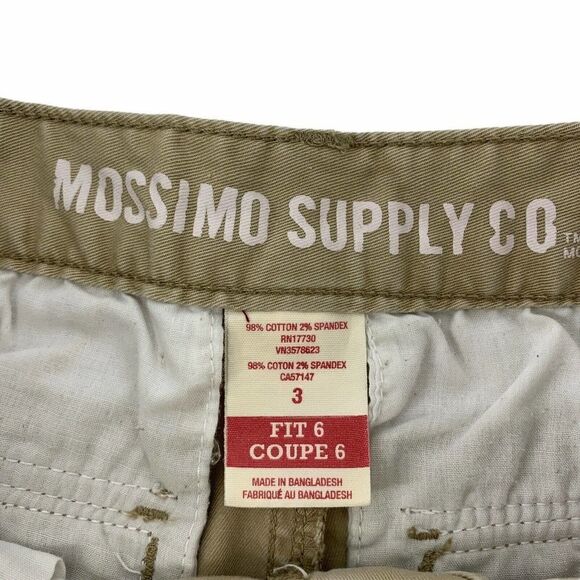 MOSSIMO SUPPLY CO
TM
98% COTTON 2% SPANDEX
RN17730
VN3578623
98% COTON 2% SPANDEX
CA57147
3
FIT 6
COUPE 6
MADE IN BANGLADESH
FABRIQUÉ AU BANGLADESH